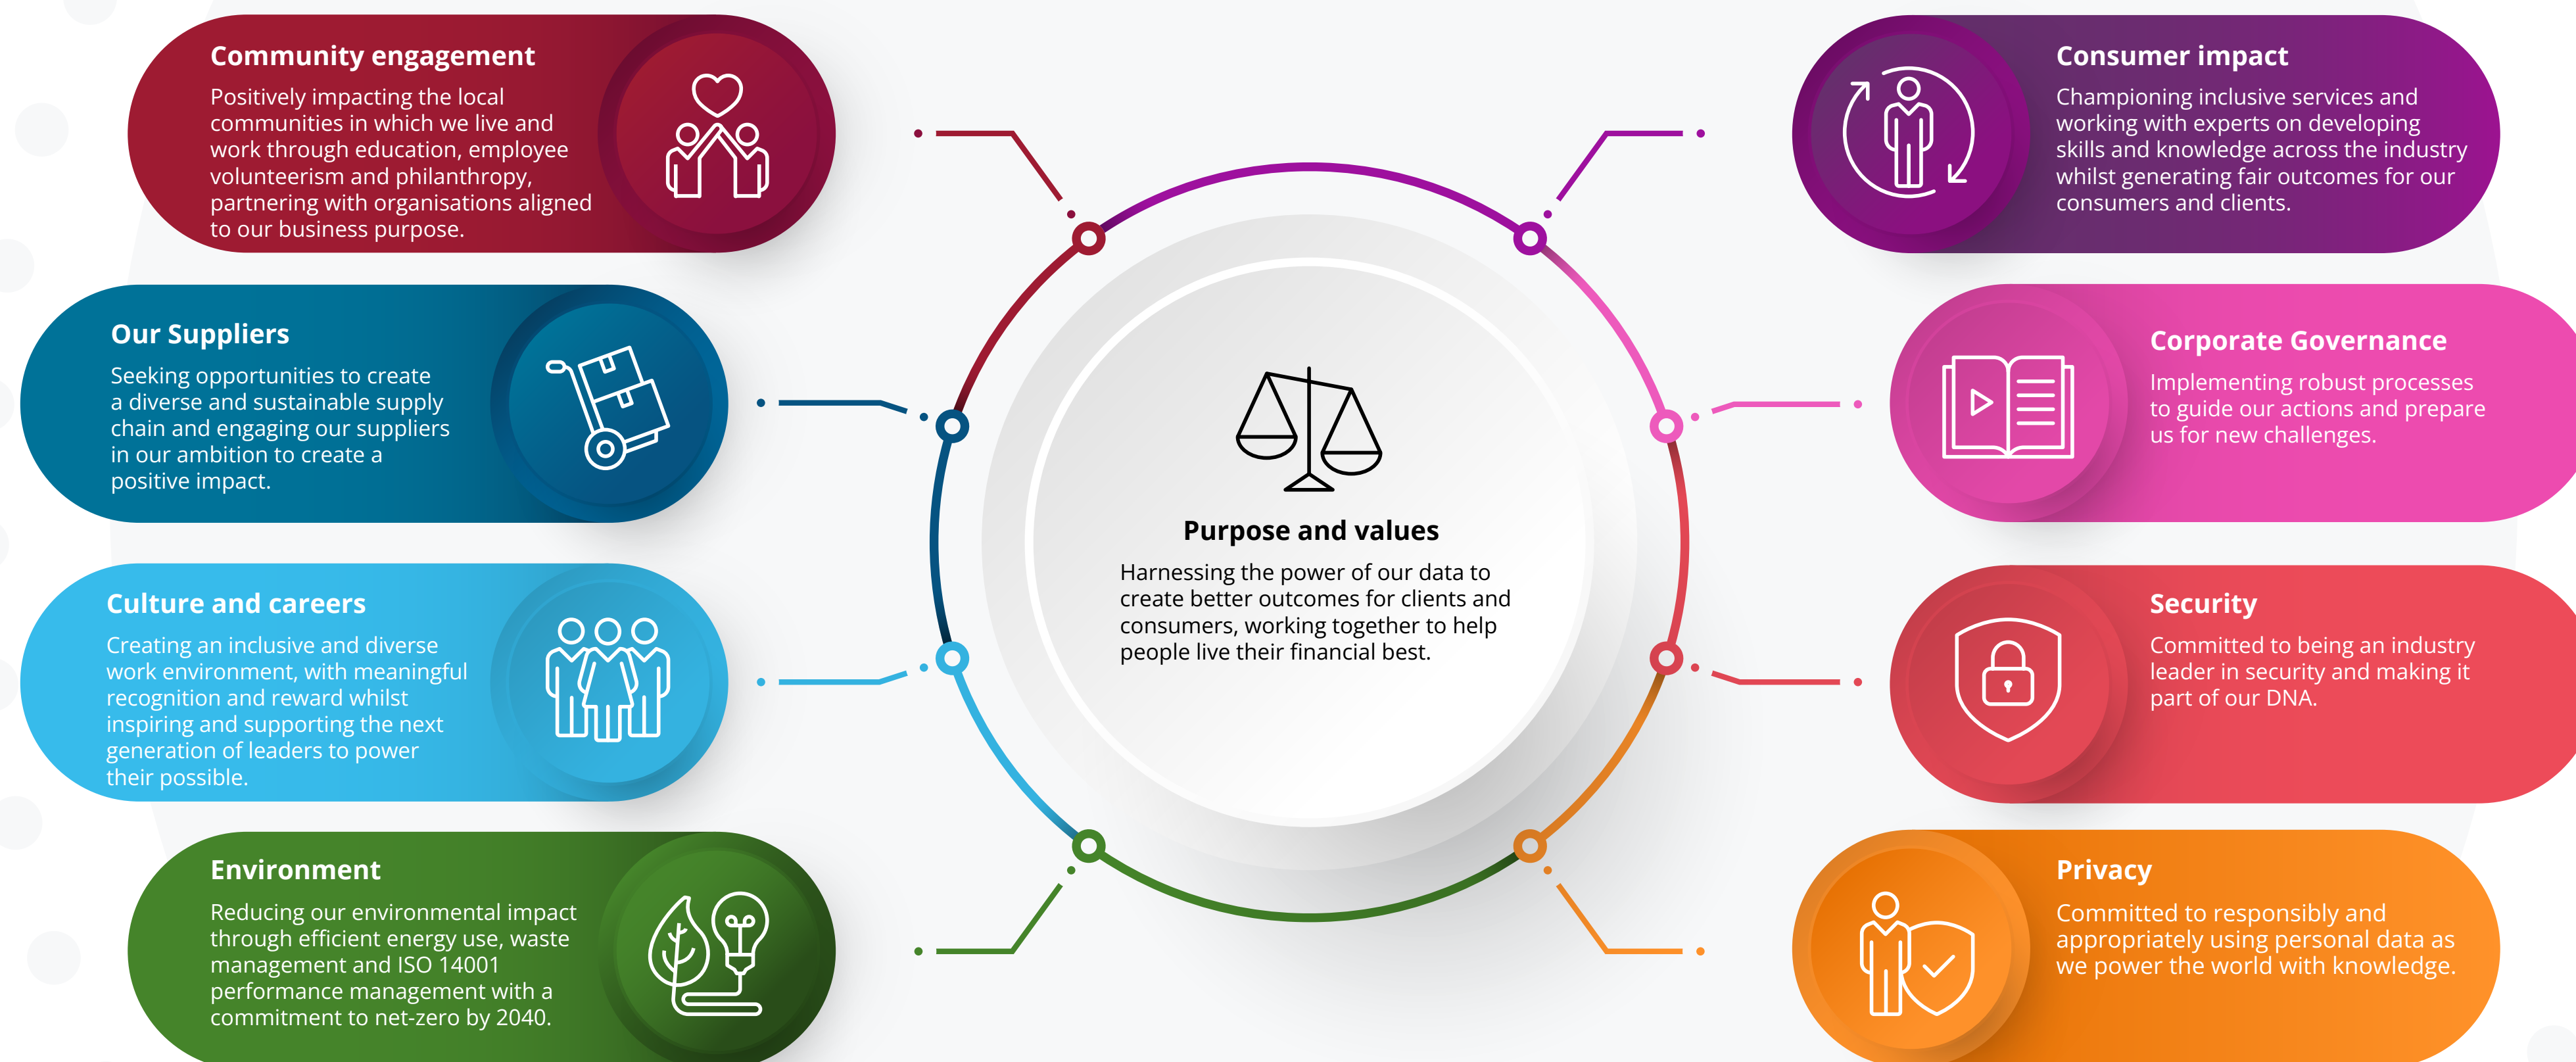 Community engagement
Positively impacting the local
communities in which we live and
work through education, employee
volunteerism and philanthropy,
partnering with organisations aligned
to our business purpose.
Our Suppliers
Seeking opportunities to create
a diverse and sustainable supply
chain and engaging our suppliers
in our ambition to create a
positive impact.
Culture and careers
Creating an inclusive and diverse
work environment, with meaningful
recognition and reward whilst
inspiring and supporting the next
generation of leaders to power
their possible.
Environment
Reducing our environmental impact
through efficient energy use, waste
management and ISO 14001
performance management with a
commitment to net-zero by 2040.
Purpose and values
Harnessing the power of our data to
create better outcomes for clients and
consumers, working together to help
people live their financial best.
Consumer impact
Championing inclusive services and
working with experts on developing
skills and knowledge across the industry
whilst generating fair outcomes for our
consumers and clients.
Corporate Governance
Implementing robust processes
to guide our actions and prepare
us for new challenges.
Security
Committed to being an industry
leader in security and making it
part of our DNA.
Privacy
Committed to responsibly and
appropriately using personal data as
we power the world with knowledge.